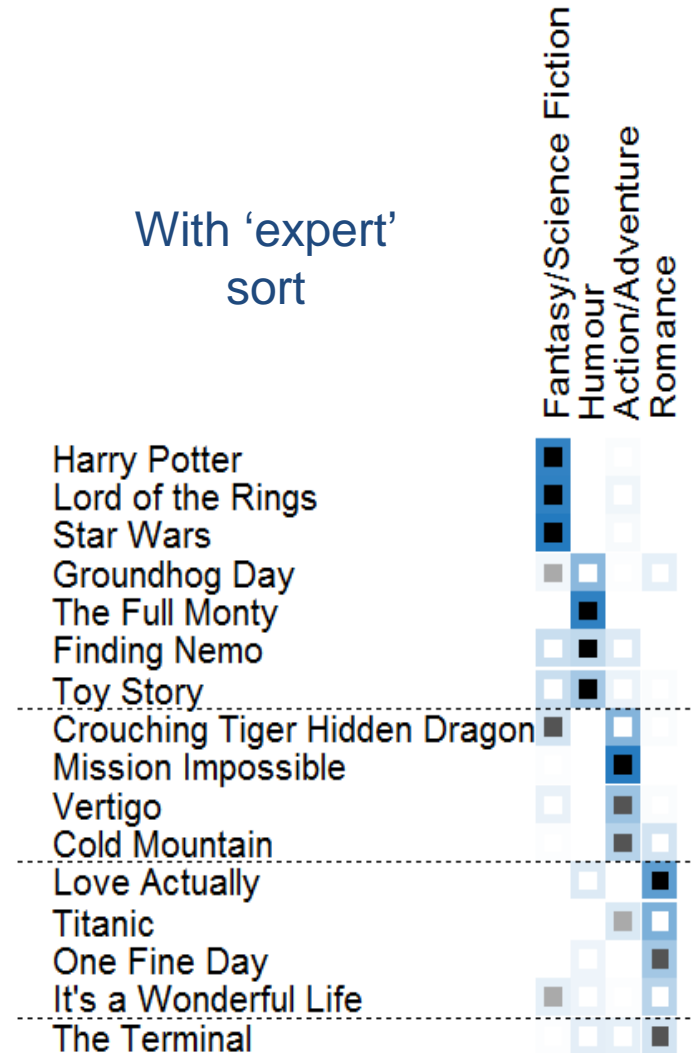 With ‘expert’
sort
Fantasy/Science Fiction
Humour
Action/Adventure
Romance
Harry Potter
Lord of the Rings
Star Wars
Groundhog Day
The Full Monty
Finding Nemo
Toy Story
Crouching Tiger Hidden Dragon
Mission Impossible
Vertigo
Cold Mountain
Love Actually
Titanic
One Fine Day
It's a Wonderful Life
The Terminal